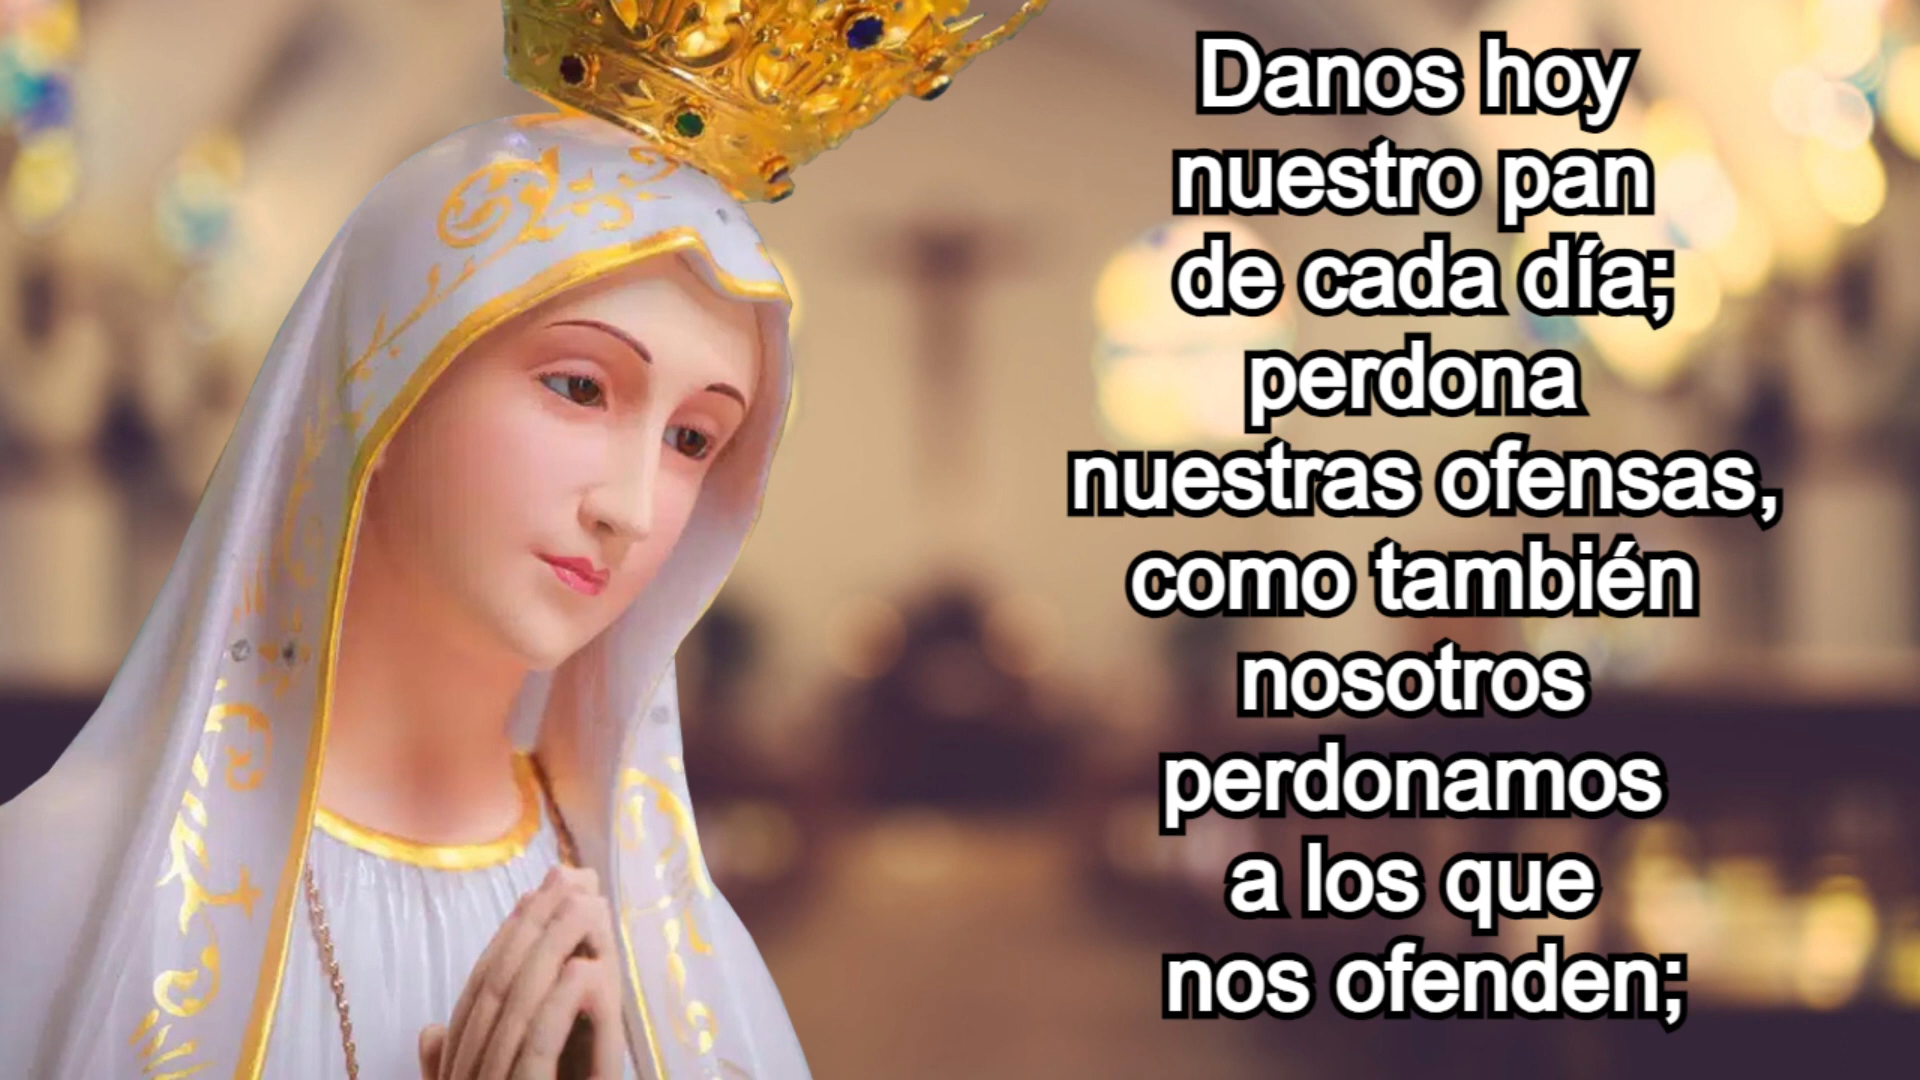 Danos hoy
nuestro pan
de cada día;
perdona
nuestras ofensas,
como también
nosotros
perdonamos
a los que
nos ofenden;